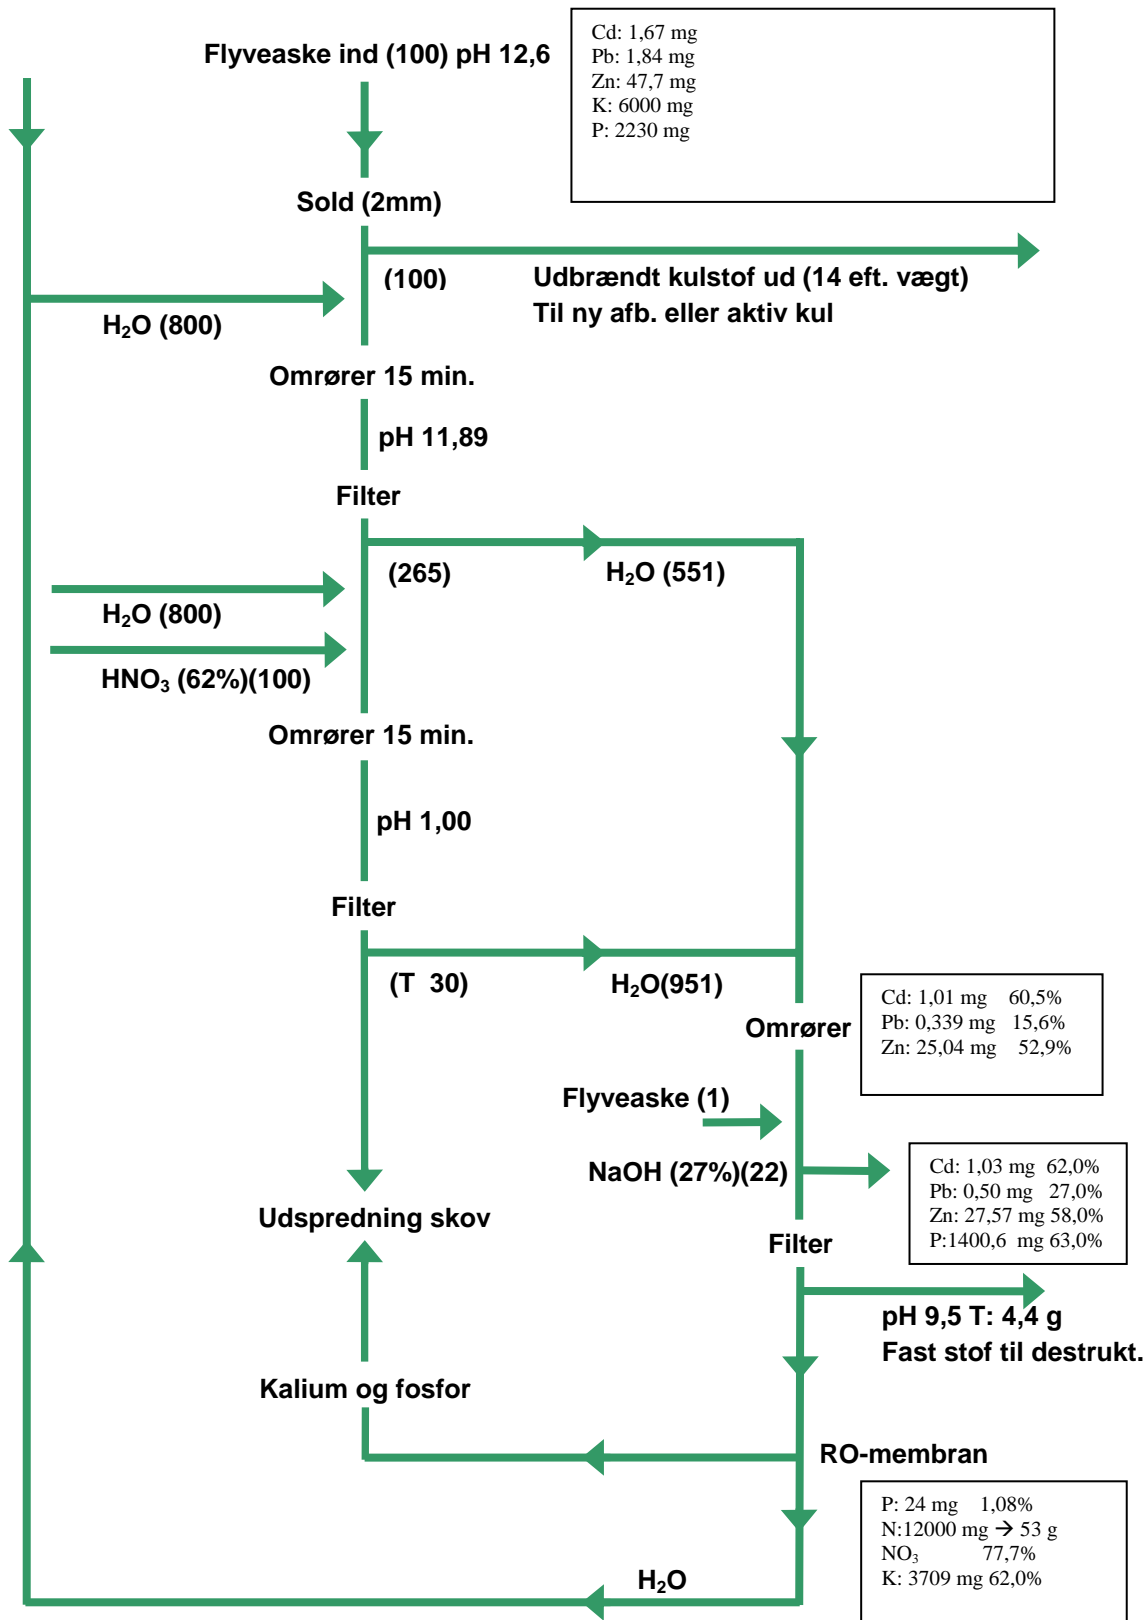 Flyveaske ind (100) pH 12,6
Cd: 1,67 mg
Pb: 1,84 mg
Zn: 47,7 mg
K: 6000 mg
P: 2230 mg
Sold (2mm)
(100)
Udbrændt kulstof ud (14 eft. vægt)
Til ny afb. eller aktiv kul
H₂O (800)
Omrører 15 min.
pH 11,89
Filter
(265)
H₂O (551)
H₂O (800)
HNO₃ (62%)(100)
Omrører 15 min.
pH 1,00
Filter
(T 30)
H₂O(951)
Omrører
Cd: 1,01 mg 60,5%
Pb: 0,339 mg 15,6%
Zn: 25,04 mg 52,9%
Flyveaske (1)
NaOH (27%)(22)
Cd: 1,03 mg 62,0%
Pb: 0,50 mg 27,0%
Zn: 27,57 mg 58,0%
P:1400,6 mg 63,0%
Udspredning skov
Filter
pH 9,5 T: 4,4 g
Fast stof til destrukt.
Kalium og fosfor
RO-membran
P: 24 mg 1,08%
N:12000 mg → 53 g
NO₃ 77,7%
K: 3709 mg 62,0%
H₂O